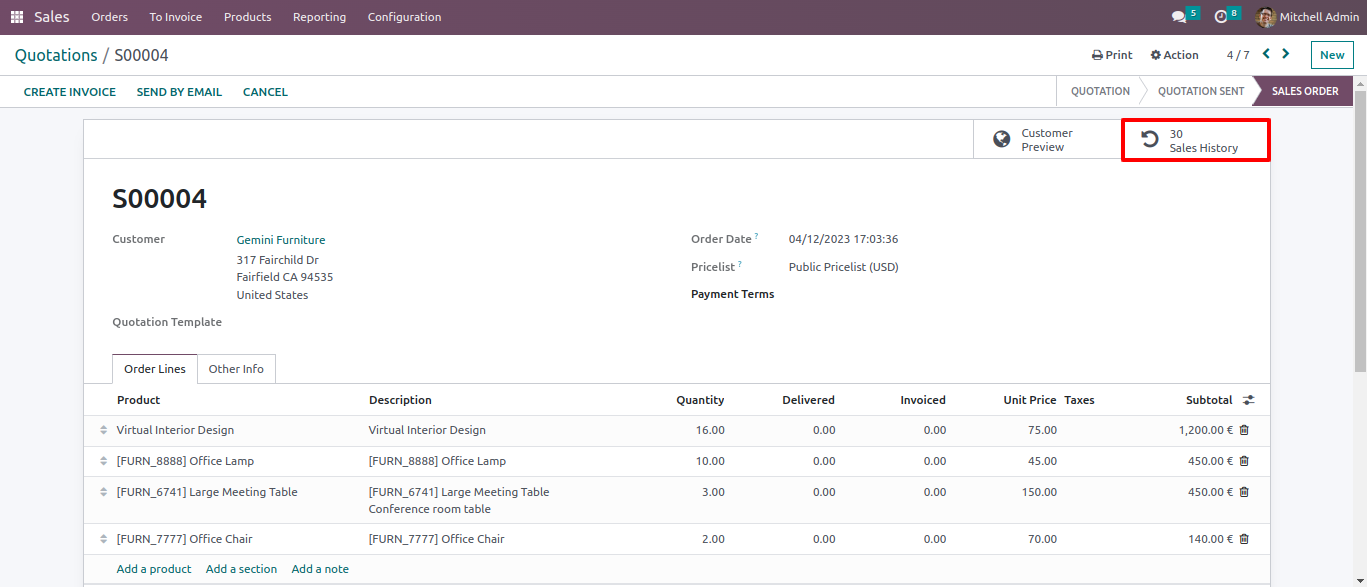 Sales Orders To Invoice Products Reporting Configuration 5 8 Mitchell Admin
Quotations / S00004 Print Action 4 / 7 New
CREATE INVOICE SEND BY EMAIL CANCEL QUOTATION QUOTATION SENT SALES ORDER
Customer
Preview
30
Sales History
S00004
Customer Gemini Furniture
317 Fairchild Dr
Fairfield CA 94535
United States
Quotation Template
Order Date ? 04/12/2023 17:03:36
Pricelist ? Public Pricelist (USD)
Payment Terms
Order Lines Other Info
Product Description Quantity Delivered Invoiced Unit Price Taxes Subtotal
Virtual Interior Design Virtual Interior Design 16.00 0.00 0.00 75.00 1,200.00 €
[FURN_8888] Office Lamp [FURN_8888] Office Lamp 10.00 0.00 0.00 45.00 450.00 €
[FURN_6741] Large Meeting Table [FURN_6741] Large Meeting Table 3.00 0.00 0.00 150.00 450.00 €
Conference room table
[FURN_7777] Office Chair [FURN_7777] Office Chair 2.00 0.00 0.00 70.00 140.00 €
Add a product Add a section Add a note